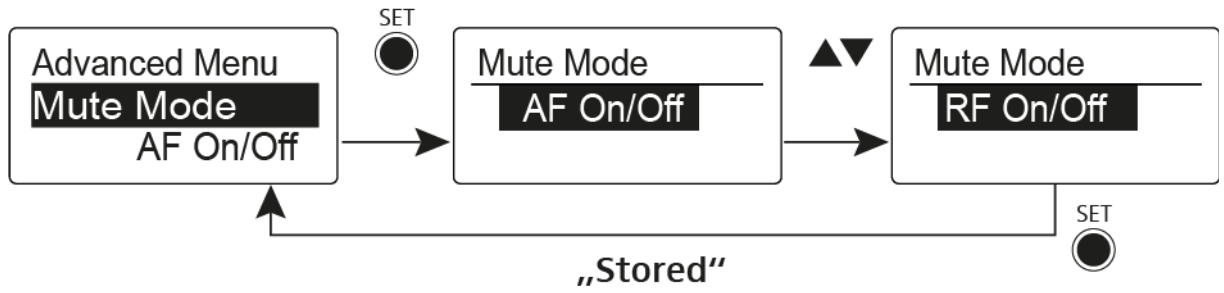 SET
Advanced Menu
Mute Mode
AF On/Off
Mute Mode
AF On/Off
Mute Mode
RF On/Off
SET
„Stored“